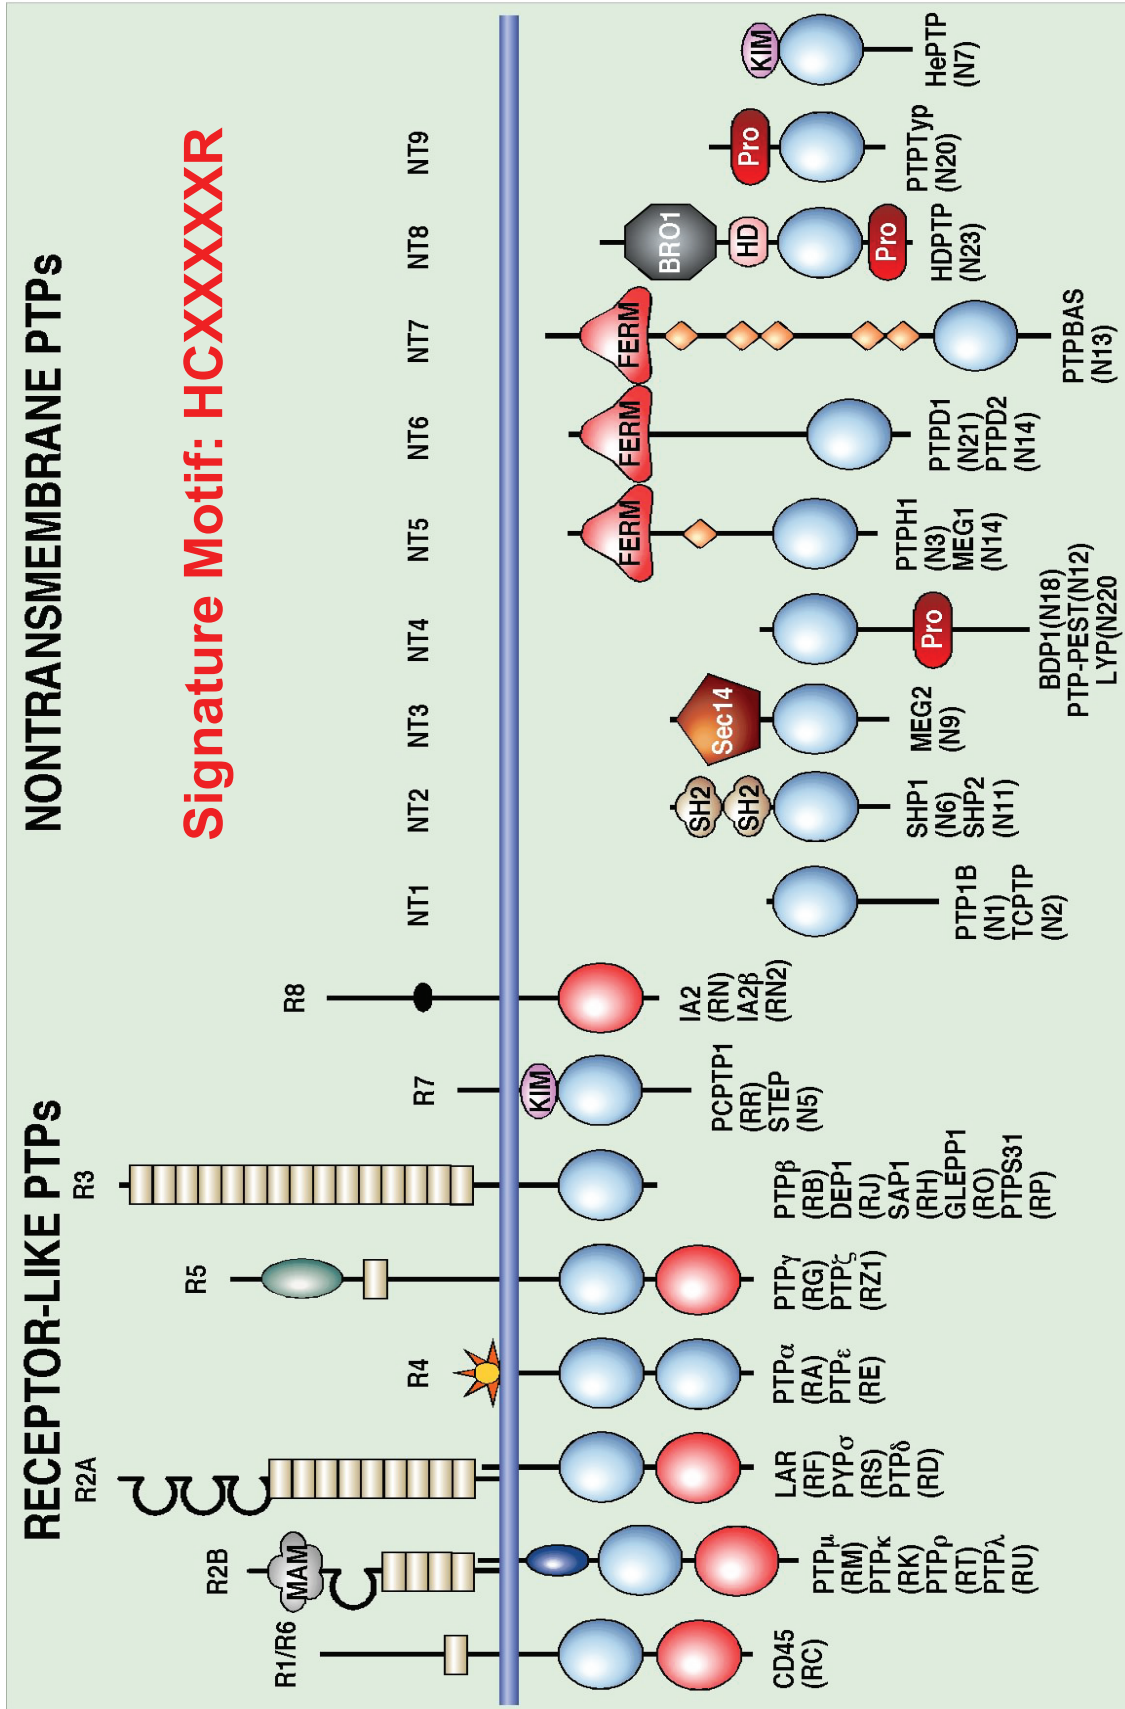 RECEPTOR-LIKE PTPs
NONTRANSMEMBRANE PTPs
Signature Motif: HCXXXXXR
R1/R6
R2B
R2A
R4
R5
R3
R7
R8
NT1
NT2
NT3
NT4
NT5
NT6
NT7
NT8
NT9
MAM
KIM
SH2
SH2
Sec14
Pro
FERM
FERM
FERM
BRO1
HD
Pro
Pro
KIM
CD45
(RC)
PTPμ
(RM)
PTPκ
(RK)
PTPρ
(RT)
PTPλ
(RU)
LAR
(RF)
PYPσ
(RS)
PTPδ
(RD)
PTPα
(RA)
PTPε
(RE)
PTPγ
(RG)
PTPζ
(RZ1)
PTPβ
(RB)
DEP1
(RJ)
SAP1
(RH)
GLEPP1
(RO)
PTPS31
(RP)
PCPTP1
(RR)
STEP
(N5)
IA2
(RN)
IA2β
(RN2)
PTP1B
(N1)
TCPTP
(N2)
SHP1
(N6)
SHP2
(N11)
MEG2
(N9)
BDP1(N18)
PTP-PEST(N12)
LYP(N220
PTPH1
(N3)
MEG1
(N14)
PTPD1
(N21)
PTPD2
(N14)
PTPBAS
(N13)
HDPTP
(N23)
PTPTyp
(N20)
HePTP
(N7)